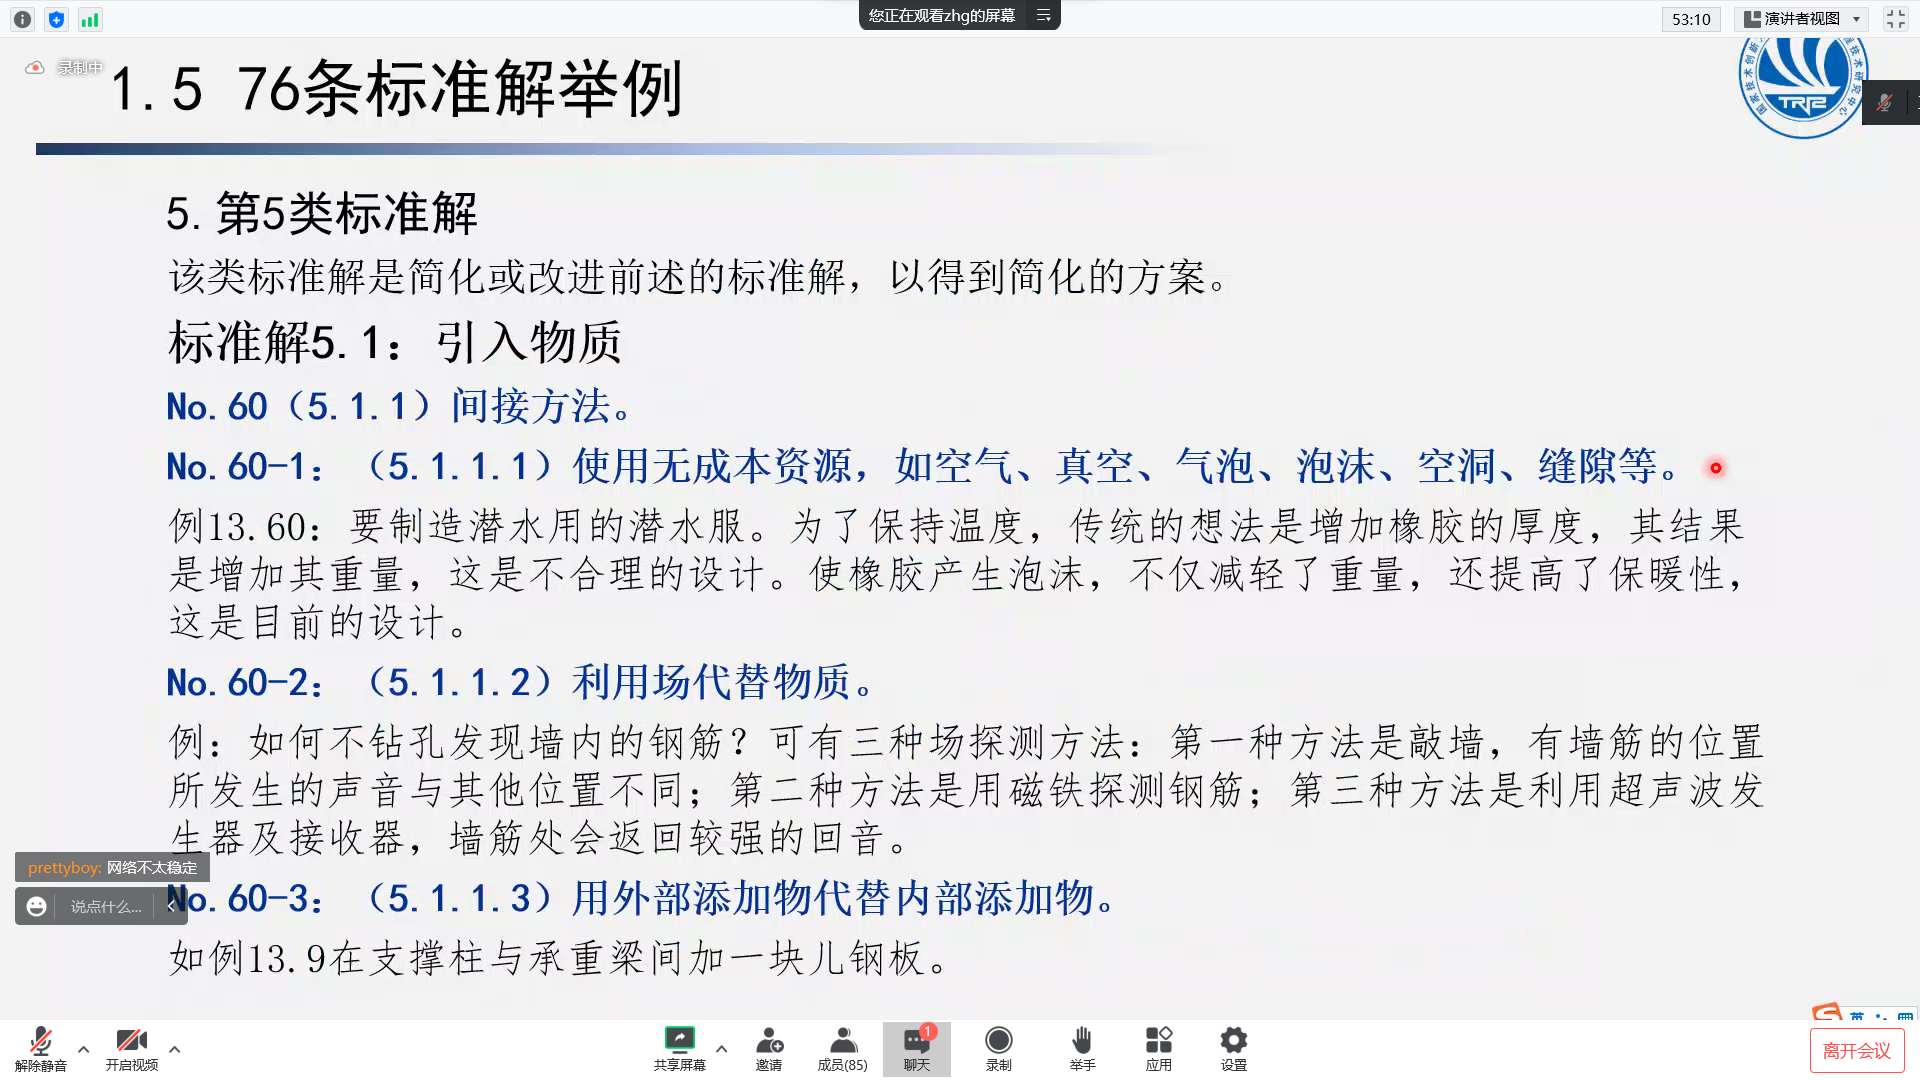 您正在观看zhg的屏幕
53:10
演讲者视图
录制中
1.5 76条标准解举例
TRIZ
5.第5类标准解
该类标准解是简化或改进前述的标准解，以得到简化的方案。
标准解5.1：引入物质
No.60（5.1.1）间接方法。
No.60-1：（5.1.1.1）使用无成本资源，如空气、真空、气泡、泡沫、空洞、缝隙等。
例13.60：要制造潜水用的潜水服。为了保持温度，传统的想法是增加橡胶的厚度，其结果
是增加其重量，这是不合理的设计。使橡胶产生泡沫，不仅减轻了重量，还提高了保暖性，
这是目前的设计。
No.60-2：（5.1.1.2）利用场代替物质。
例：如何不钻孔发现墙内的钢筋？可有三种场探测方法：第一种方法是敲墙，有墙筋的位置
所发生的声音与其他位置不同；第二种方法是用磁铁探测钢筋；第三种方法是利用超声波发
生器及接收器，墙筋处会返回较强的回音。
prettyboy: 网络不太稳定
说点什么...
No.60-3：（5.1.1.3）用外部添加物代替内部添加物。
如例13.9在支撑柱与承重梁间加一块儿钢板。
英
解除静音
开启视频
共享屏幕
邀请
成员(85)
1
聊天
录制
举手
应用
设置
离开会议